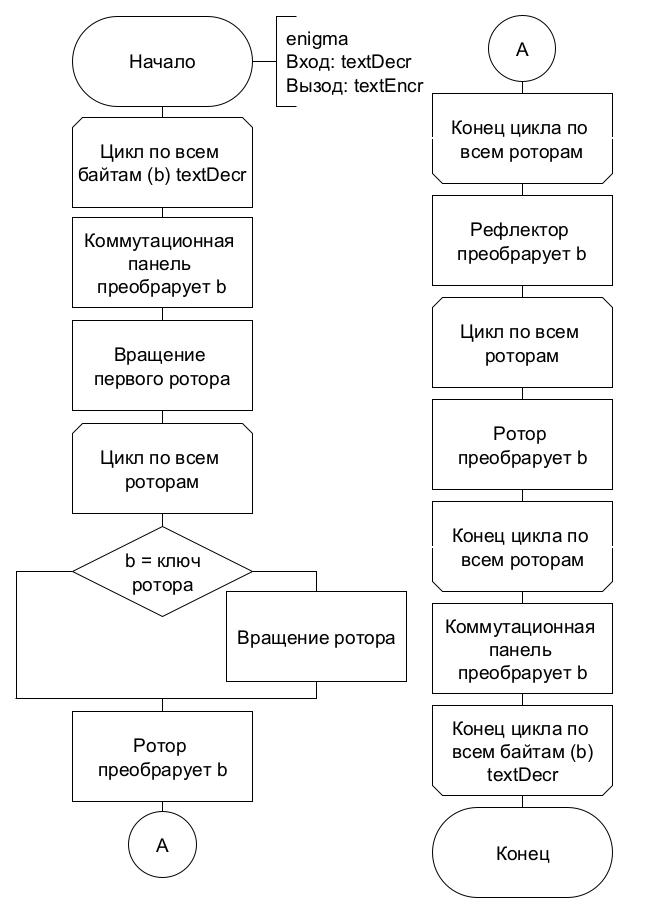 Начало
enigma
Вход: textDecr
Вызод: textEncr
Цикл по всем
байтам (b) textDecr
Коммутационная
панель
преобрарует b
Вращение
первого ротора
Цикл по всем
роторам
b = ключ
ротора
Вращение ротора
Ротор
преобрарует b
A
A
Конец цикла по
всем роторам
Рефлектор
преобрарует b
Цикл по всем
роторам
Ротор
преобрарует b
Конец цикла по
всем роторам
Коммутационная
панель
преобрарует b
Конец цикла по
всем байтам (b)
textDecr
Конец